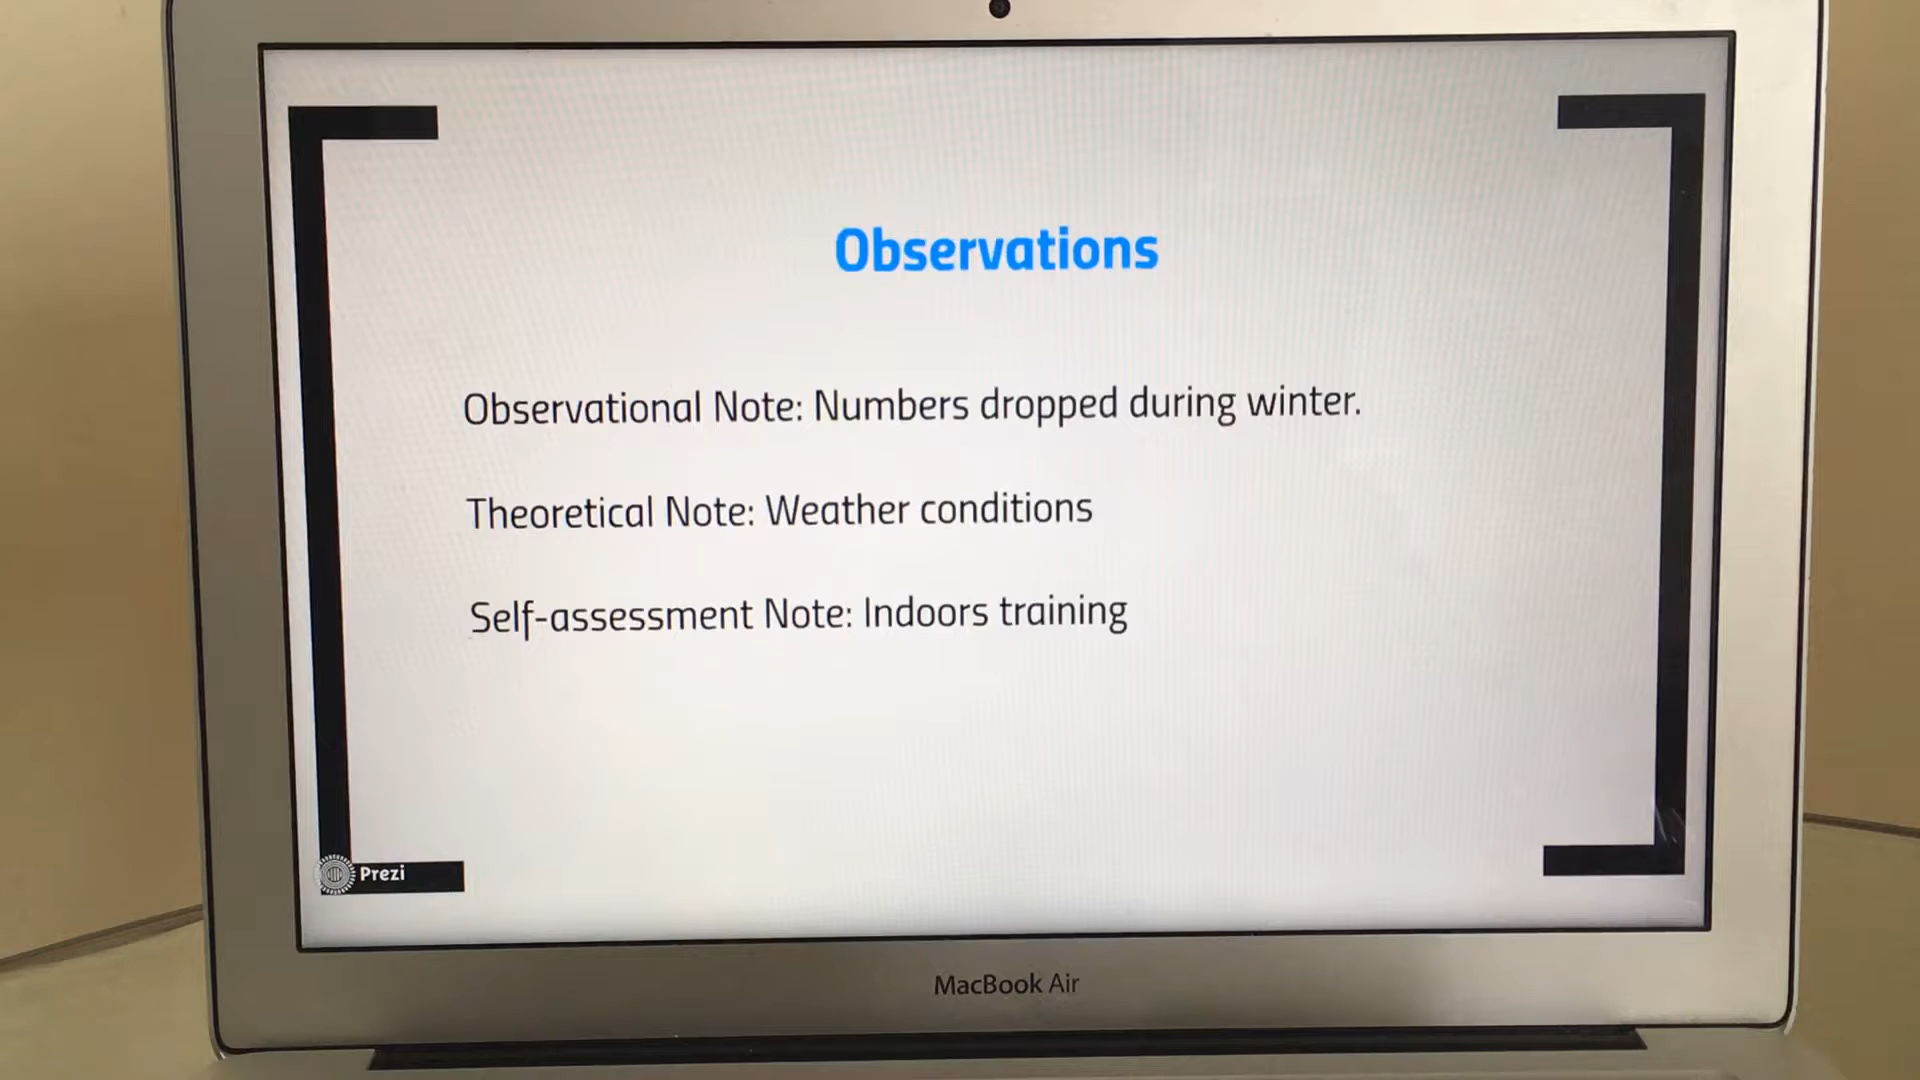 Observations
Observational Note: Numbers dropped during winter.
Theoretical Note: Weather conditions
Self-assessment Note: Indoors training
Prezi
MacBook Air